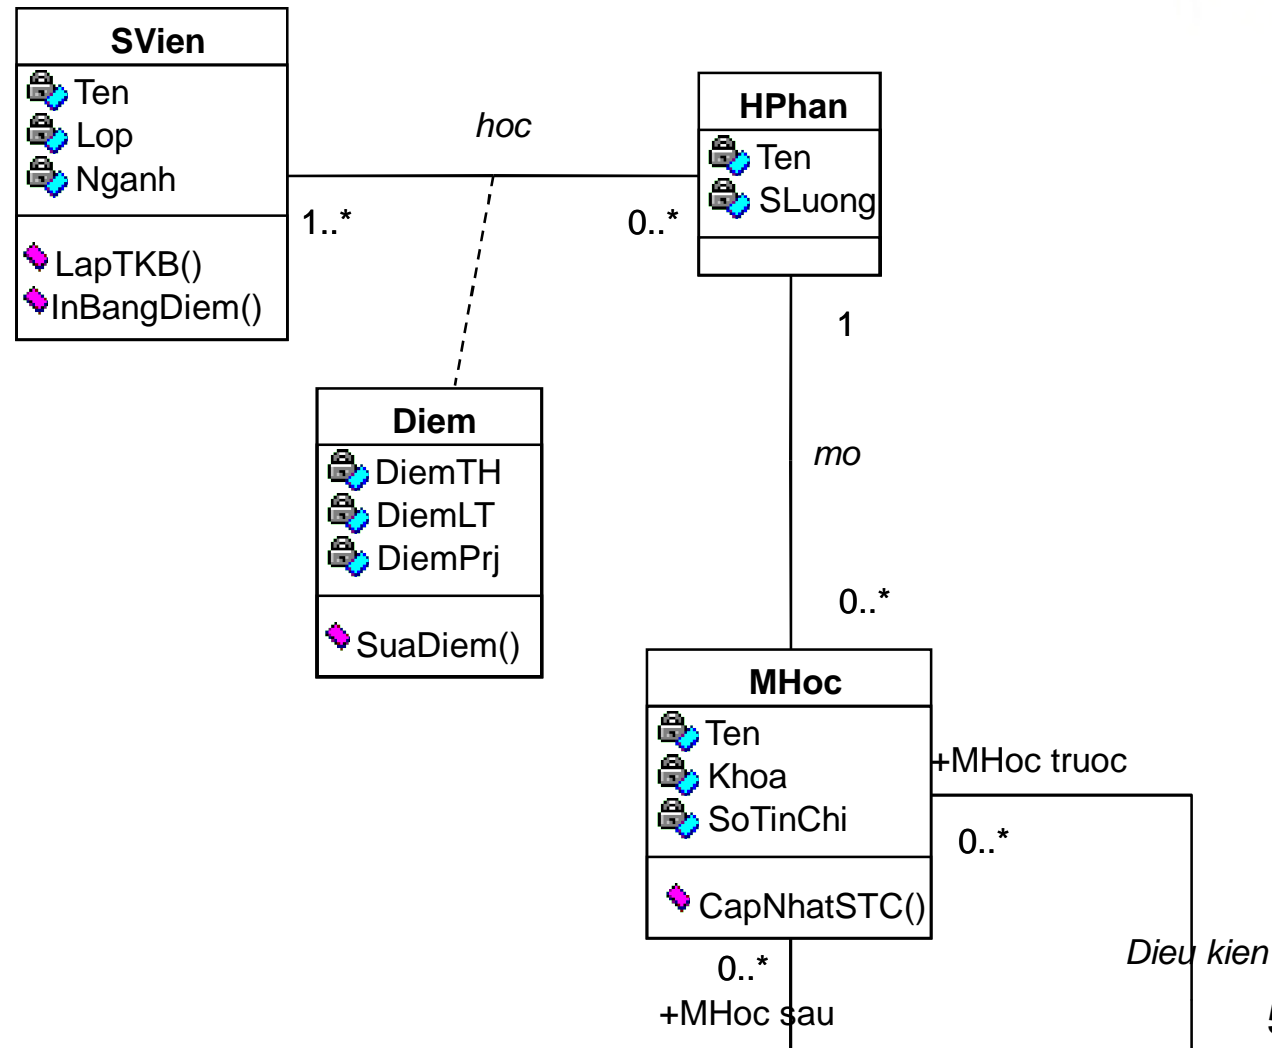 SVien
Ten
Lop
Nganh
LapTKB()
InBangDiem()
hoc
1..*
0..*
HPhan
Ten
SLuong
1
mo
0..*
Diem
DiemTH
DiemLT
DiemPrj
SuaDiem()
MHoc
Ten
Khoa
SoTinChi
CapNhatSTC()
+MHoc truoc
0..*
Dieu kien
0..*
+MHoc sau